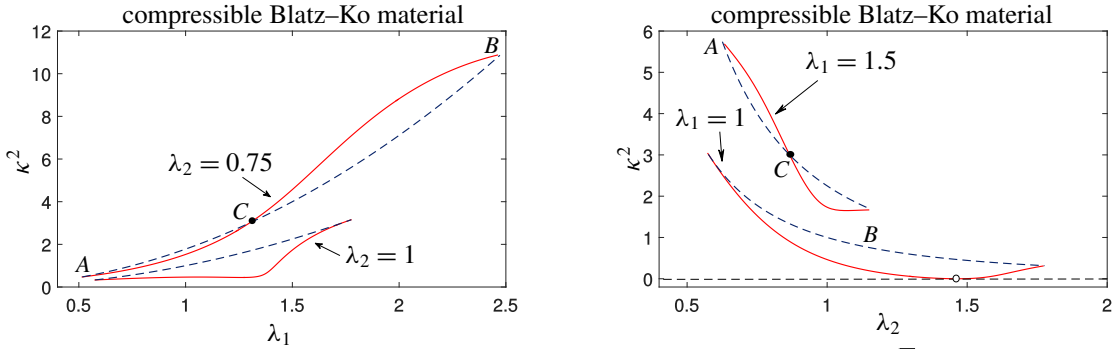 compressible Blatz–Ko material
12
10
8
6
4
2
0
κ²
B
λ₂ = 0.75
C
A
λ₂ = 1
0.5
1
1.5
2
2.5
λ₁
compressible Blatz–Ko material
6
5
4
3
2
1
0
κ²
A
λ₁ = 1.5
λ₁ = 1
C
B
0.5
1
1.5
2
λ₂